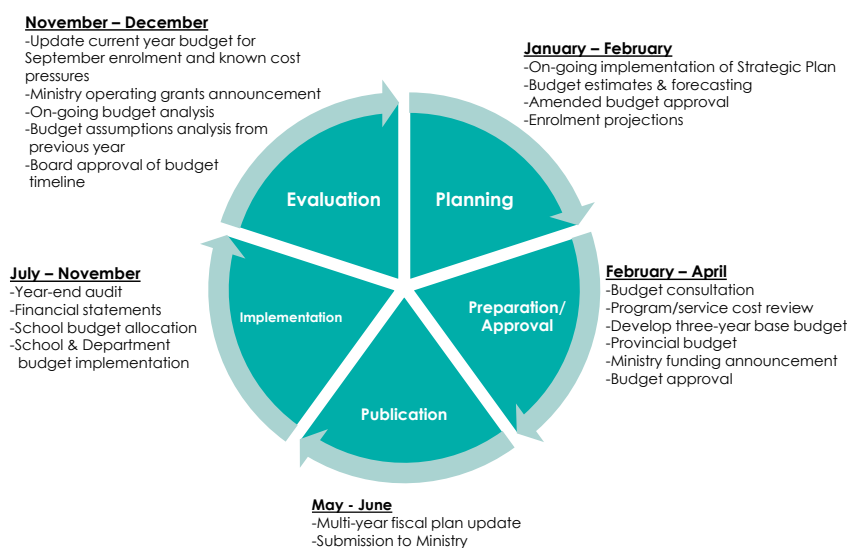 November – December
-Update current year budget for
September enrolment and known cost
pressures
-Ministry operating grants announcement
-On-going budget analysis
-Budget assumptions analysis from
previous year
-Board approval of budget
timeline
January – February
-On-going implementation of Strategic Plan
-Budget estimates & forecasting
-Amended budget approval
-Enrolment projections
Evaluation
Planning
July – November
-Year-end audit
-Financial statements
-School budget allocation
-School & Department
budget implementation
Implementation
Preparation/
Approval
February – April
-Budget consultation
-Program/service cost review
-Develop three-year base budget
-Provincial budget
-Ministry funding announcement
-Budget approval
Publication
May - June
-Multi-year fiscal plan update
-Submission to Ministry